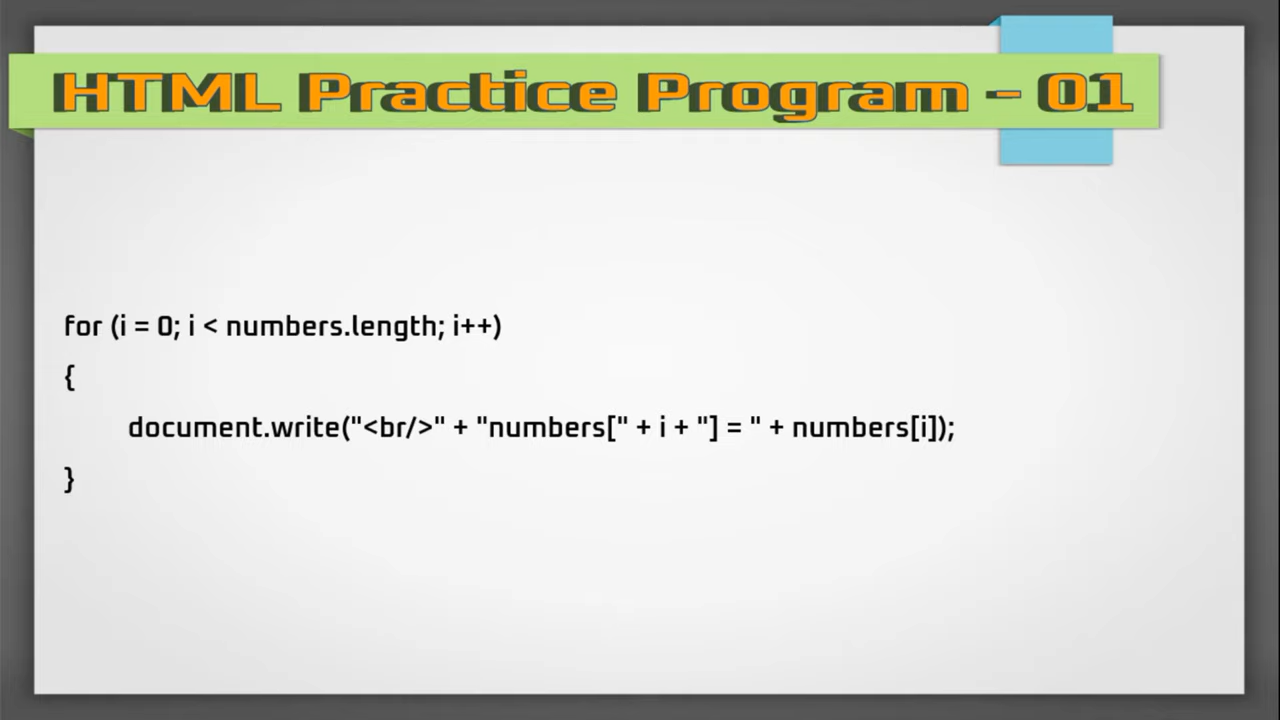 HTML Practice Program - 01
for (i = 0; i < numbers.length; i++)
{
document.write("<br/>" + "numbers[" + i + "] = " + numbers[i]);
}